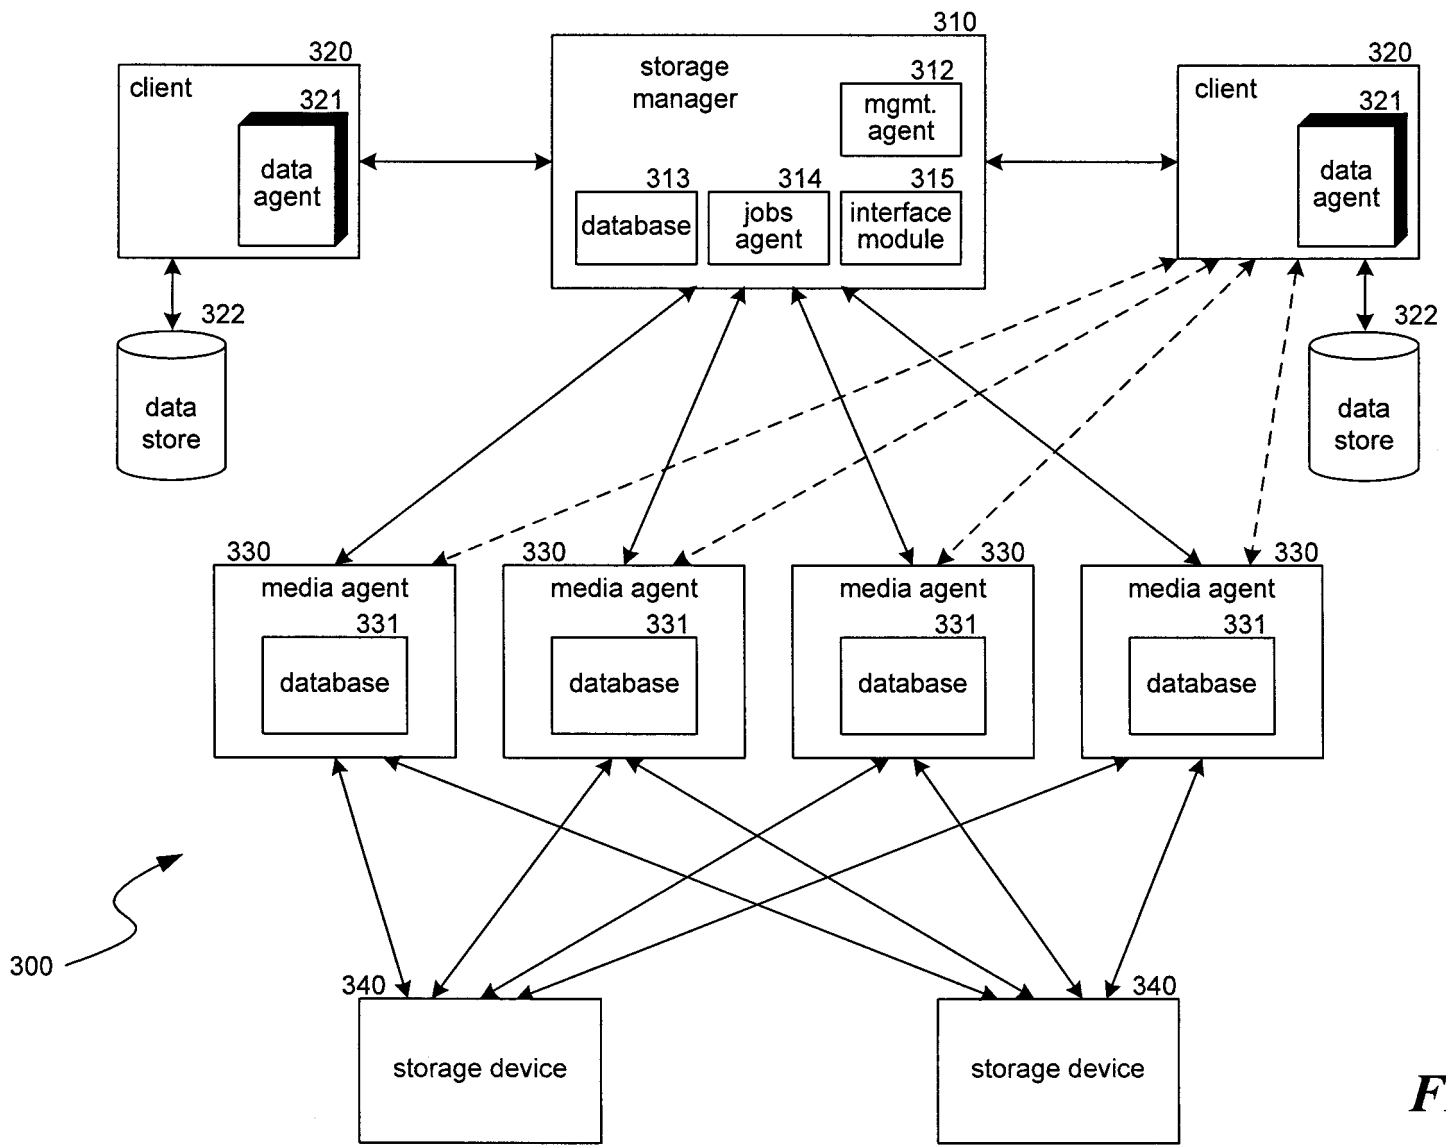 310
320
320
storage
manager
client
client
312
321
321
mgmt.
agent
data
agent
data
agent
313
314
315
database
jobs
agent
interface
module
322
322
data
store
data
store
330
330
330
330
media agent
media agent
media agent
media agent
331
331
331
331
database
database
database
database
300
340
340
storage device
storage device